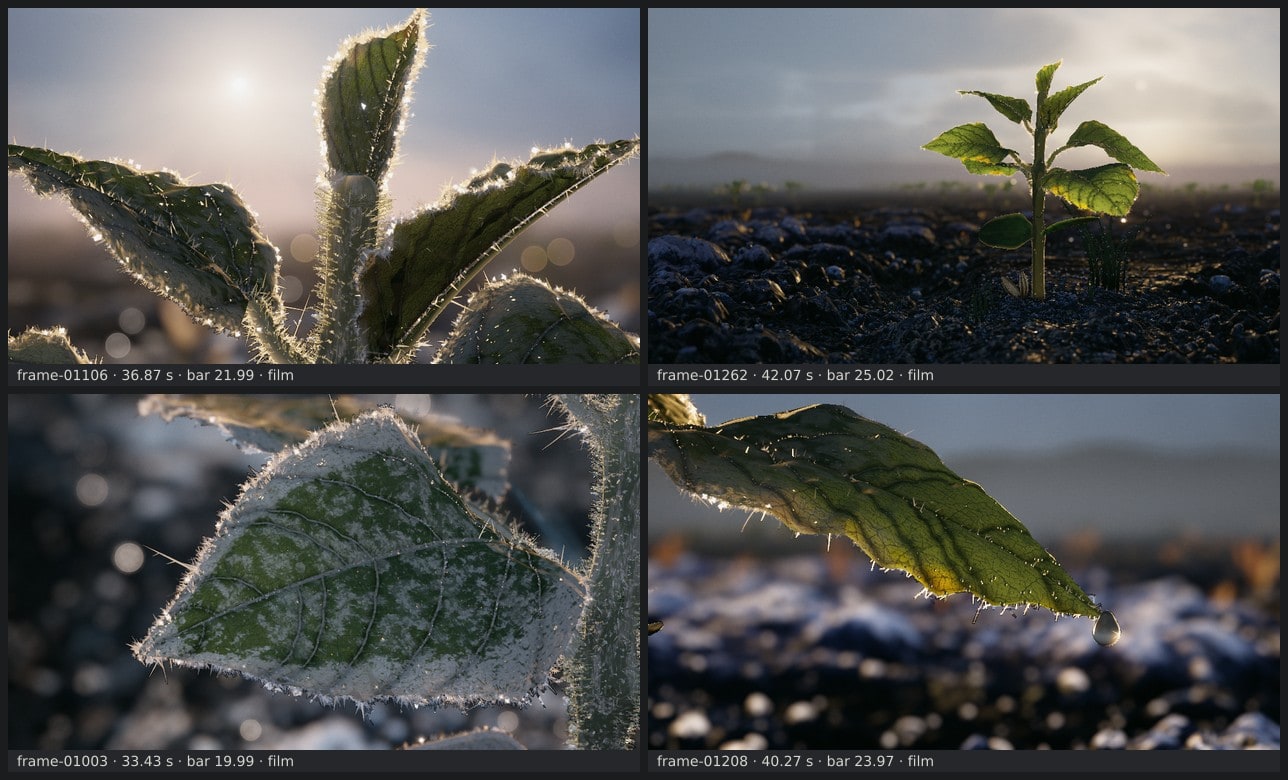 frame-01106 · 36.87 s · bar 21.99 · film
frame-01262 · 42.07 s · bar 25.02 · film
frame-01003 · 33.43 s · bar 19.99 · film
frame-01208 · 40.27 s · bar 23.97 · film